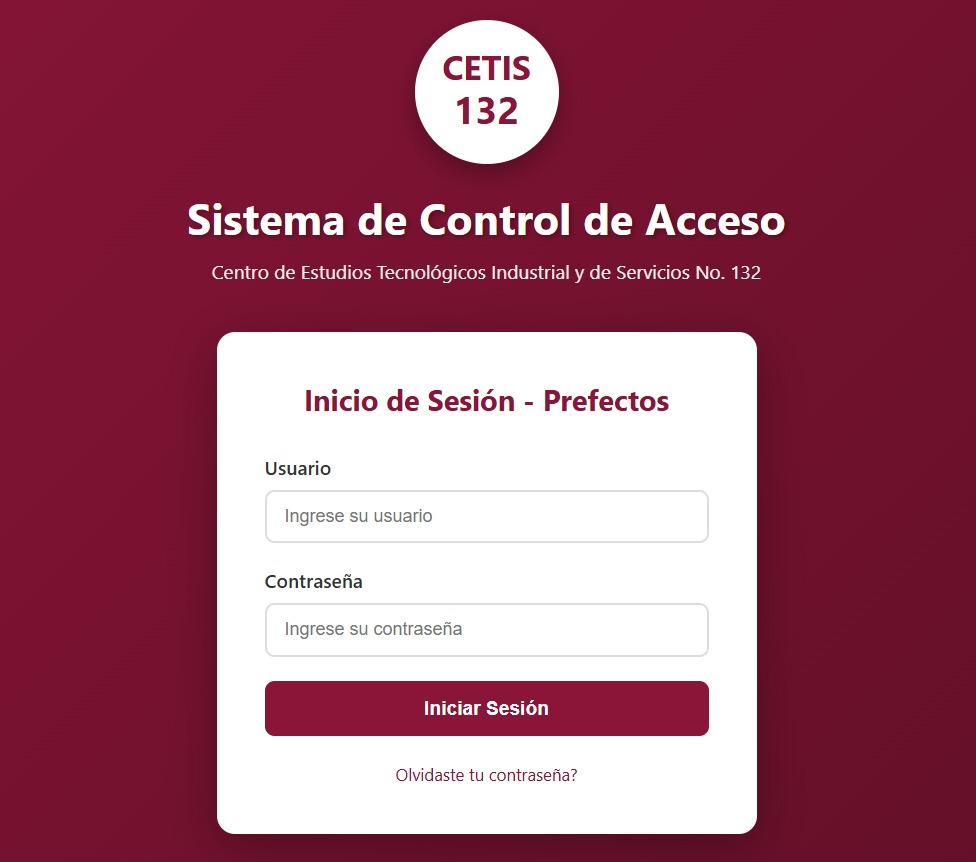 CETIS
132
Sistema de Control de Acceso
Centro de Estudios Tecnológicos Industrial y de Servicios No. 132
Inicio de Sesión - Prefectos
Usuario
Ingrese su usuario
Contraseña
Ingrese su contraseña
Iniciar Sesión
Olvidaste tu contraseña?